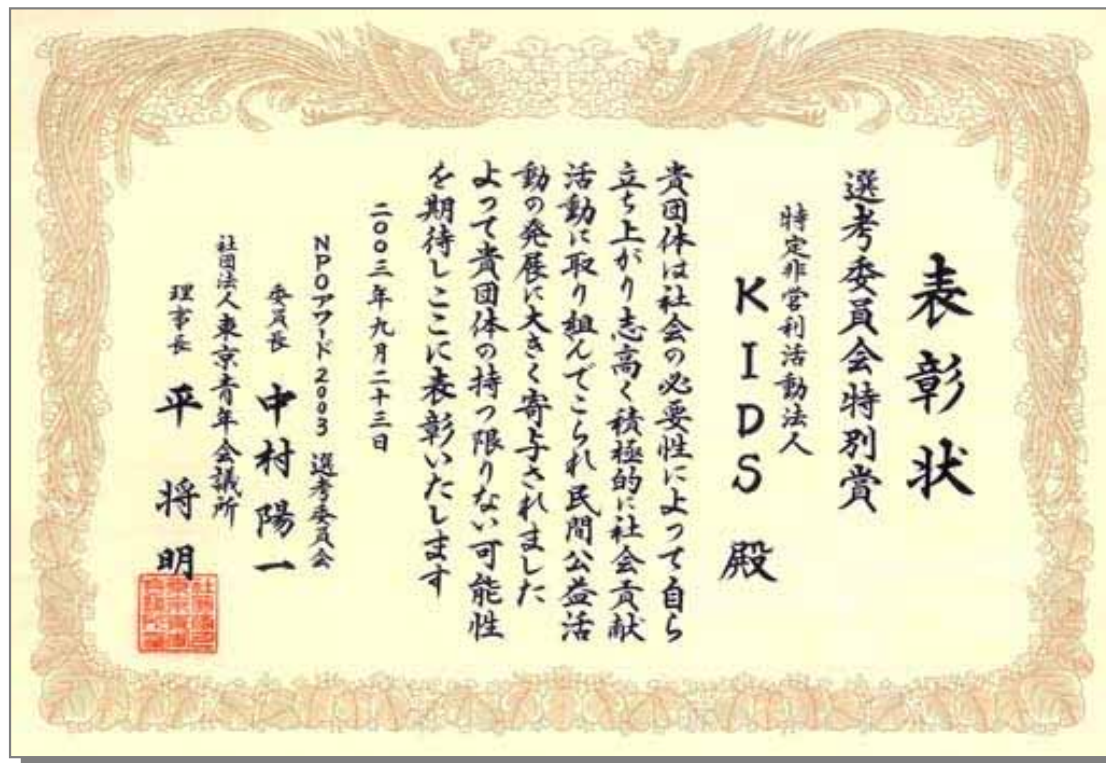 表彰状
選考委員会特別賞
特定非営利活動法人
KIDS 殿
貴団体は社会の必要性によって自ら
立ち上がり志高く積極的に社会貢献
活動に取り組んでこられ民間公益活
動の発展に大きく寄与されました
よって貴団体の持つ限りない可能性
を期待しここに表彰いたします
二〇〇三年九月二十三日
NPOアワード2003 選考委員会
委員長 中村陽一
社団法人東京青年会議所
理事長 平将明